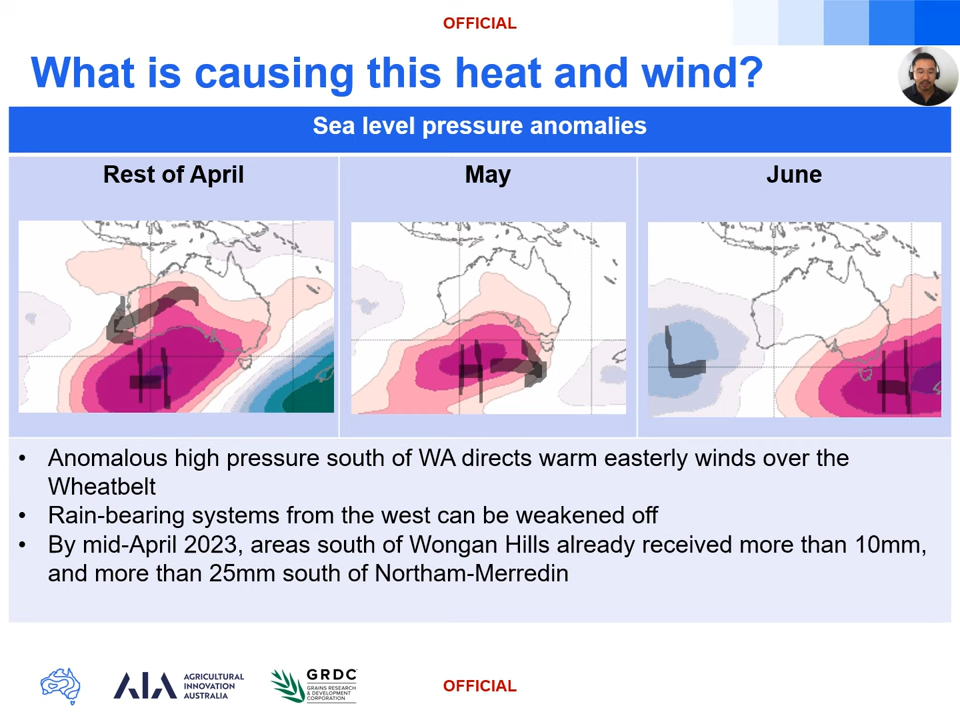 OFFICIAL
What is causing this heat and wind?
Sea level pressure anomalies
Rest of April
May
June
H
H
L
H
• Anomalous high pressure south of WA directs warm easterly winds over the
Wheatbelt
• Rain-bearing systems from the west can be weakened off
• By mid-April 2023, areas south of Wongan Hills already received more than 10mm,
and more than 25mm south of Northam-Merredin
AIA
AGRICULTURAL
INNOVATION
AUSTRALIA
GRDC
GRAINS RESEARCH
& DEVELOPMENT
CORPORATION
OFFICIAL